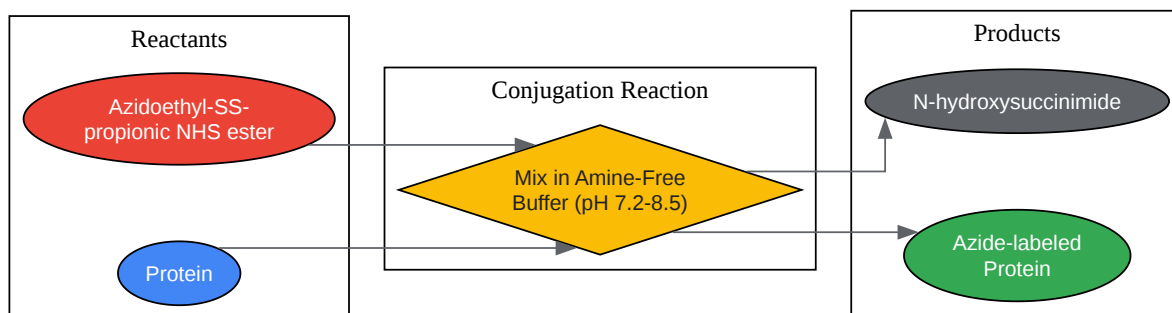 Reactants
Azidoethyl-SS-
propionic NHS ester
Protein
Conjugation Reaction
Mix in Amine-Free
Buffer (pH 7.2-8.5)
Products
N-hydroxysuccinimide
Azide-labeled
Protein